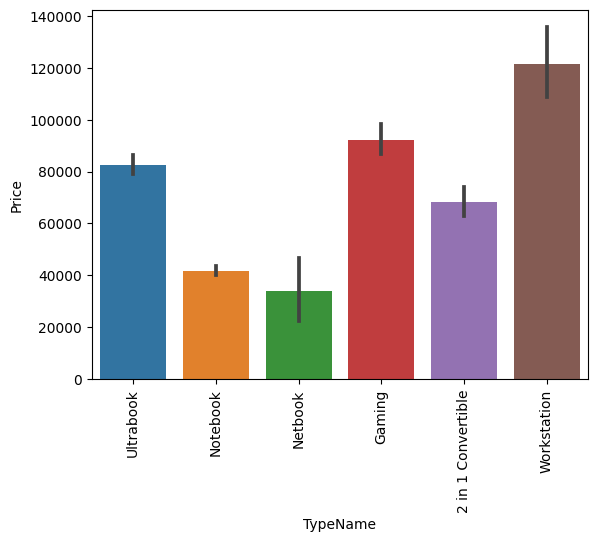 140000
120000
100000
80000
60000
40000
20000
0
Price
Ultrabook
Notebook
Netbook
Gaming
2 in 1 Convertible
Workstation
TypeName